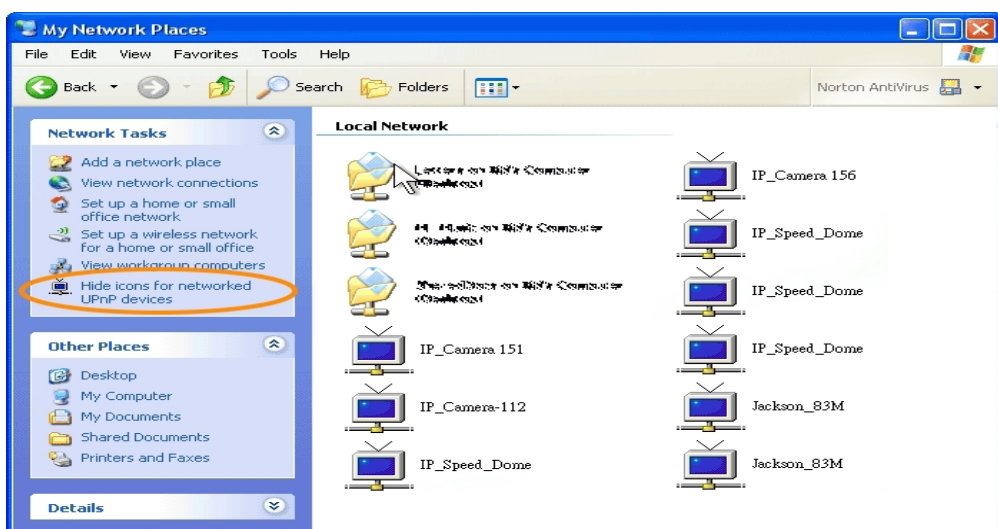 My Network Places
File Edit View Favorites Tools Help
Back Search Folders Norton AntiVirus
Network Tasks
Add a network place
View network connections
Set up a home or small
office network
Set up a wireless network
for a home or small office
View workgroup computers
Hide icons for networked
UPnP devices
Other Places
Desktop
My Computer
My Documents
Shared Documents
Printers and Faxes
Details
Local Network
IP_Camera 151
IP_Camera-112
IP_Speed_Dome
IP_Camera 156
IP_Speed_Dome
IP_Speed_Dome
IP_Speed_Dome
Jackson_83M
Jackson_83M